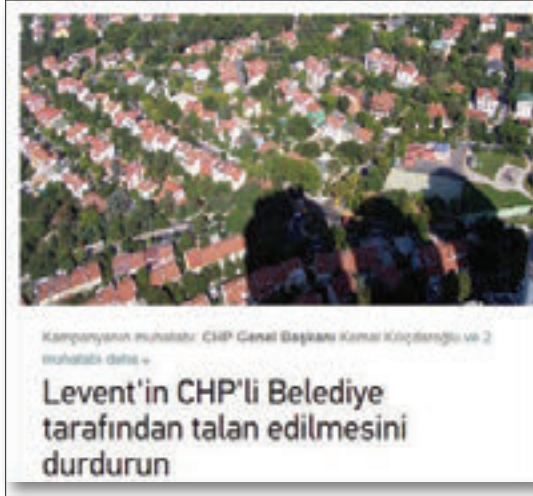 Kampanyanın muhatabı: CHP Genel Başkanı Kemal Kılıçdaroğlu ve 2
muhatabı daha
Levent'in CHP'li Belediye
tarafından talan edilmesini
durdurun